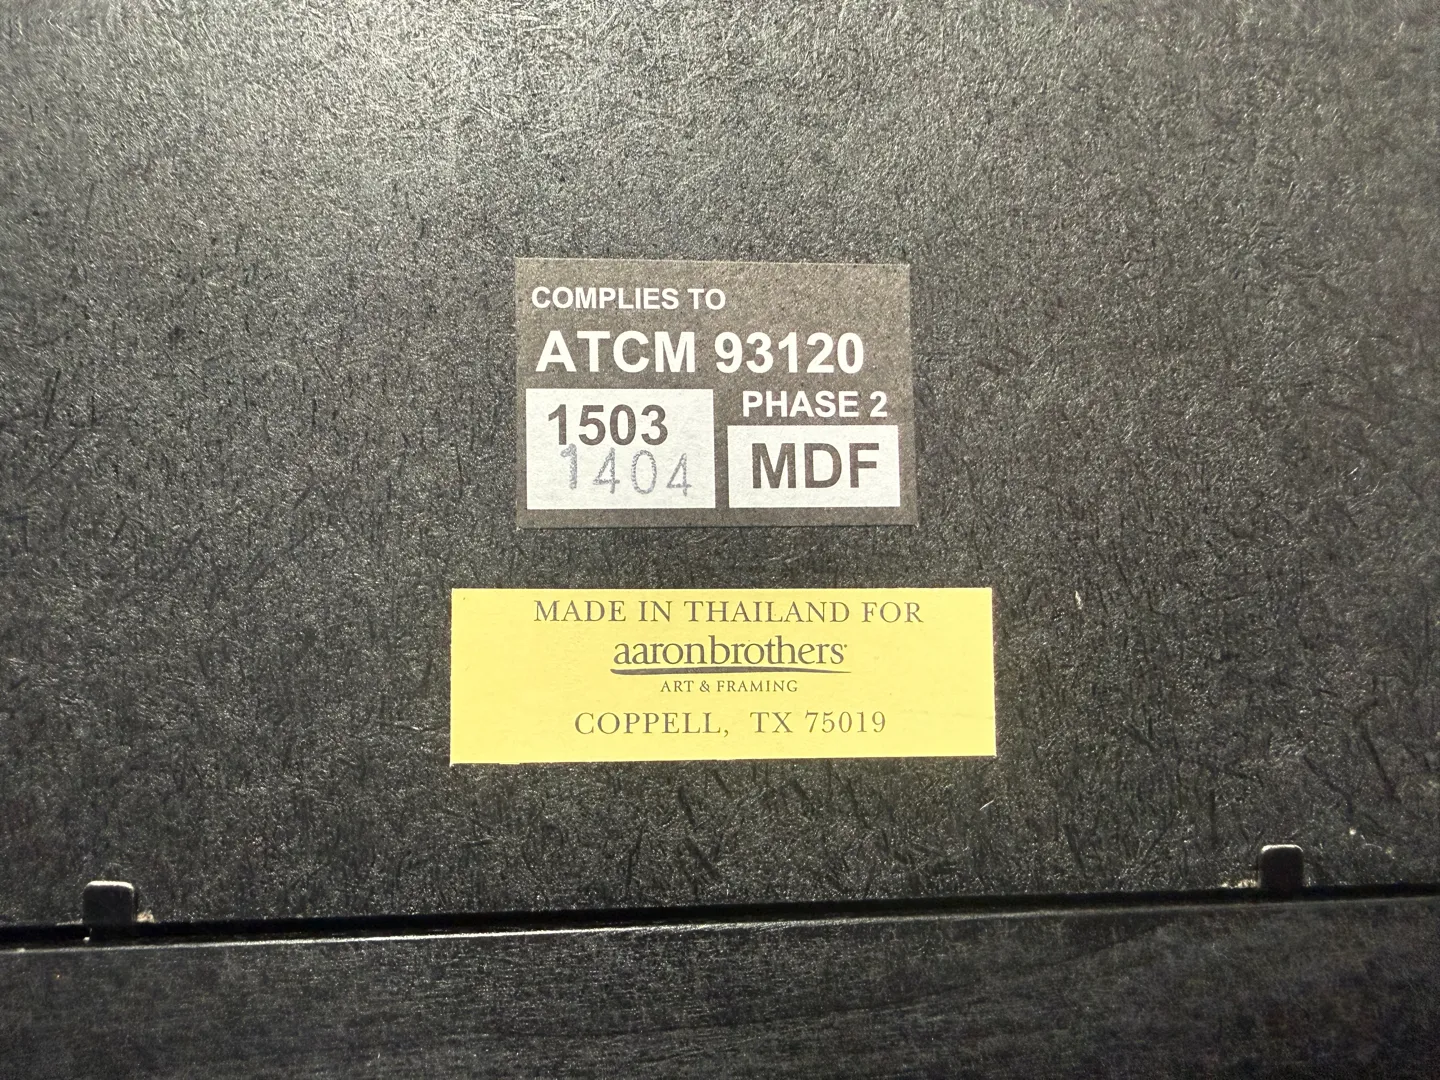 COMPLIES TO
ATCM 93120
PHASE 2
1503
1404
MDF
MADE IN THAILAND FOR
aaronbrothers
ART & FRAMING
COPPELL, TX 75019